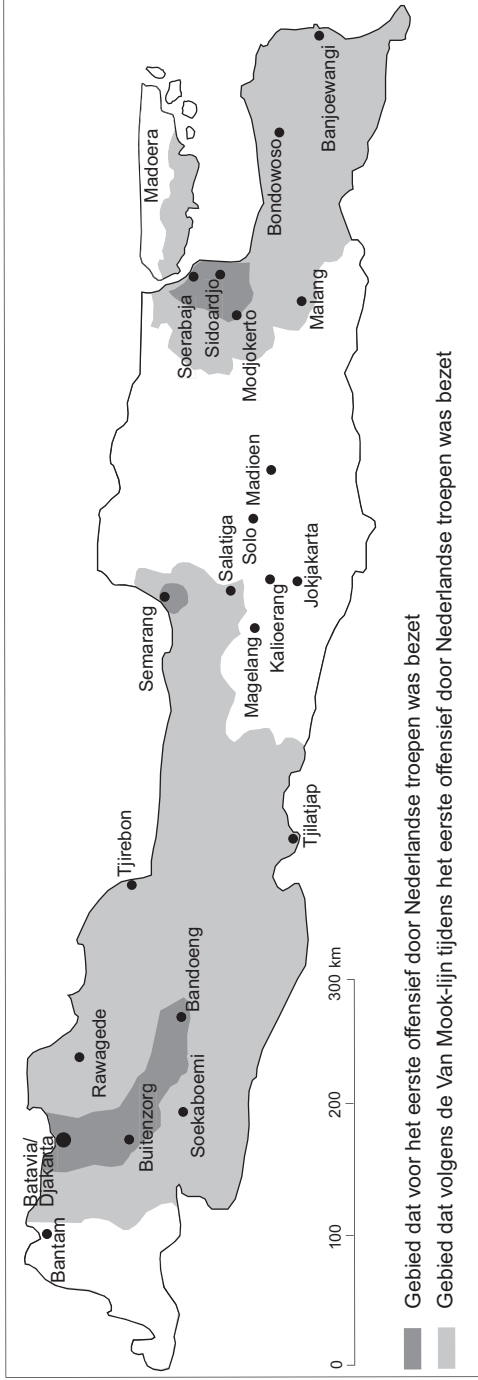 Batavia/
Djakarta
Bantam
Rawagede
Buitenzorg
Bandoeng
Soekaboemi
Tjirebon
Tjilatjap
Semarang
Salatiga
Magelang
Solo
Madioen
Kalioerang
Jokjakarta
Soerabaja
Sidoardjo
Modjokerto
Malang
Madoera
Bondowoso
Banjoewangi
0 100 200 300 km
Gebied dat voor het eerste offensief door Nederlandse troepen was bezet
Gebied dat volgens de Van Mook-lijn tijdens het eerste offensief door Nederlandse troepen was bezet